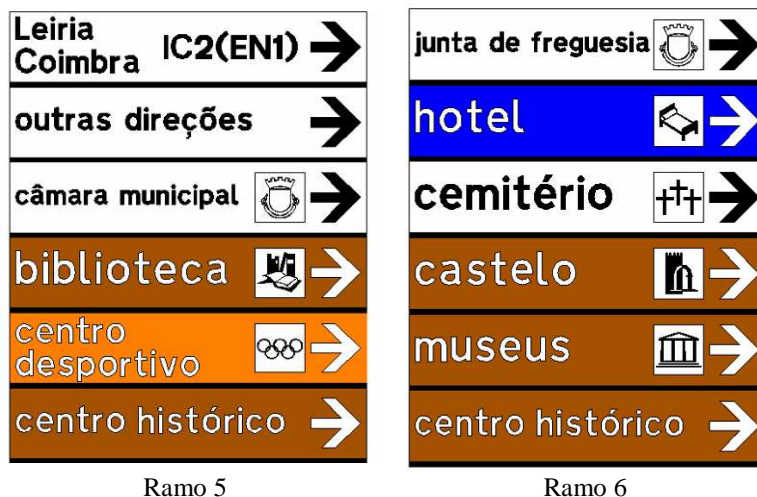 Leiria
Coimbra IC2(EN1)
outras direções
câmara municipal
biblioteca
centro
desportivo
centro histórico
Ramo 5
junta de freguesia
hotel
cemitério
castelo
museus
centro histórico
Ramo 6